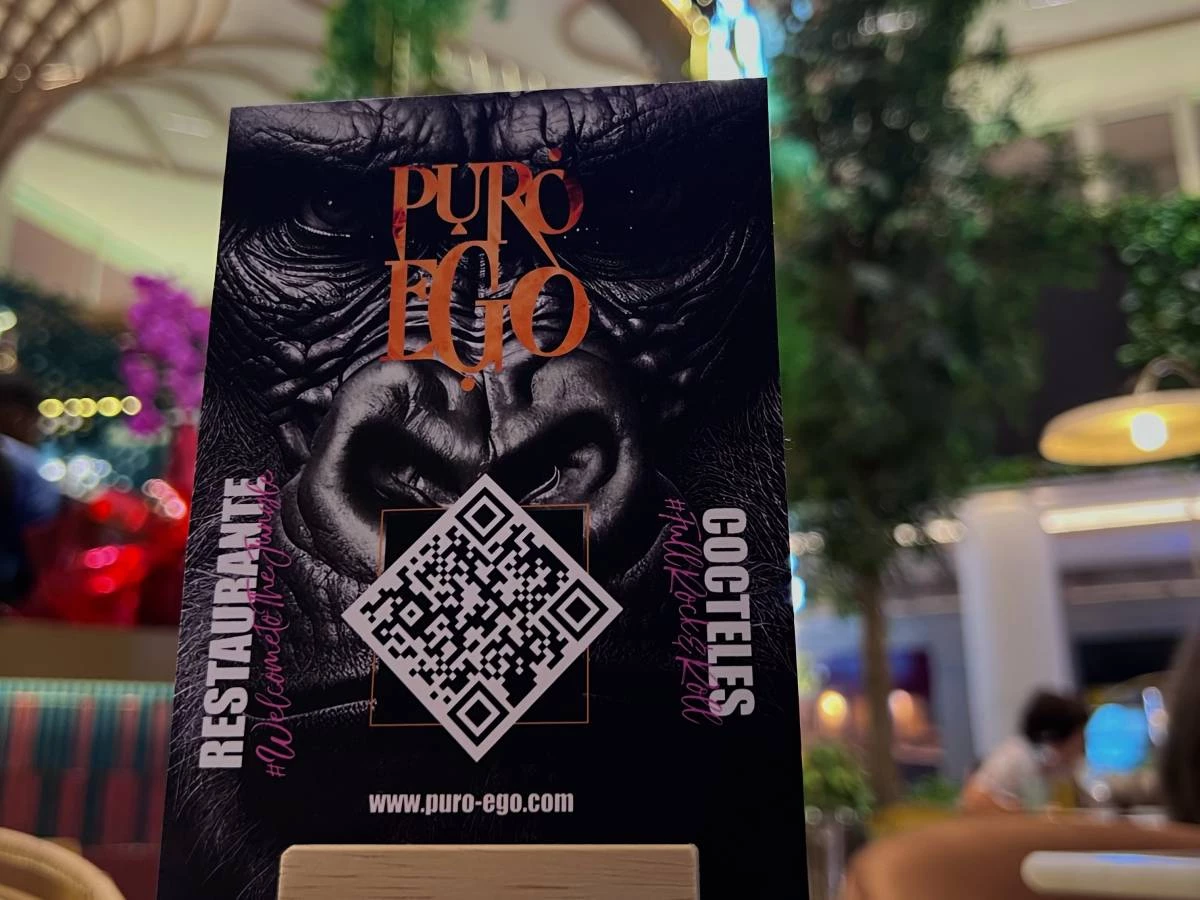 PURO
EGO
RESTAURANTE
#WelcometotheJungle
COCTELES
#FullRock&Roll
www.puro-ego.com